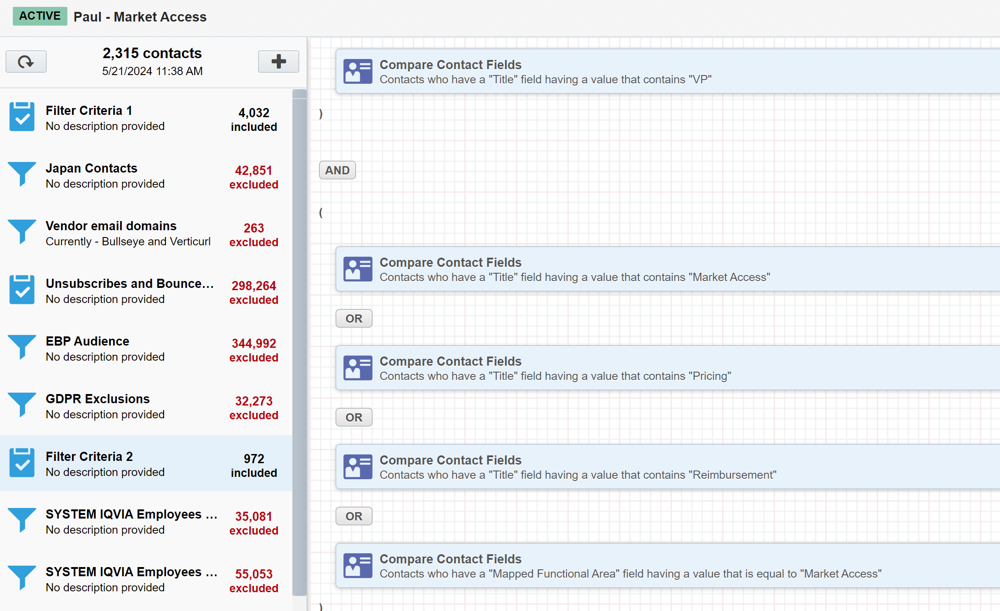 ACTIVE Paul - Market Access
2,315 contacts
5/21/2024 11:38 AM
Filter Criteria 1
No description provided
4,032
included
Japan Contacts
No description provided
42,851
excluded
Vendor email domains
Currently - Bullseye and Verticurl
263
excluded
Unsubscribes and Bounce...
No description provided
298,264
excluded
EBP Audience
No description provided
344,992
excluded
GDPR Exclusions
No description provided
32,273
excluded
Filter Criteria 2
No description provided
972
included
SYSTEM IQVIA Employees ...
No description provided
35,081
excluded
SYSTEM IQVIA Employees ...
No description provided
55,053
excluded
Compare Contact Fields
Contacts who have a "Title" field having a value that contains "VP"
)
AND
(
Compare Contact Fields
Contacts who have a "Title" field having a value that contains "Market Access"
OR
Compare Contact Fields
Contacts who have a "Title" field having a value that contains "Pricing"
OR
Compare Contact Fields
Contacts who have a "Title" field having a value that contains "Reimbursement"
OR
Compare Contact Fields
Contacts who have a "Mapped Functional Area" field having a value that is equal to "Market Access"
)